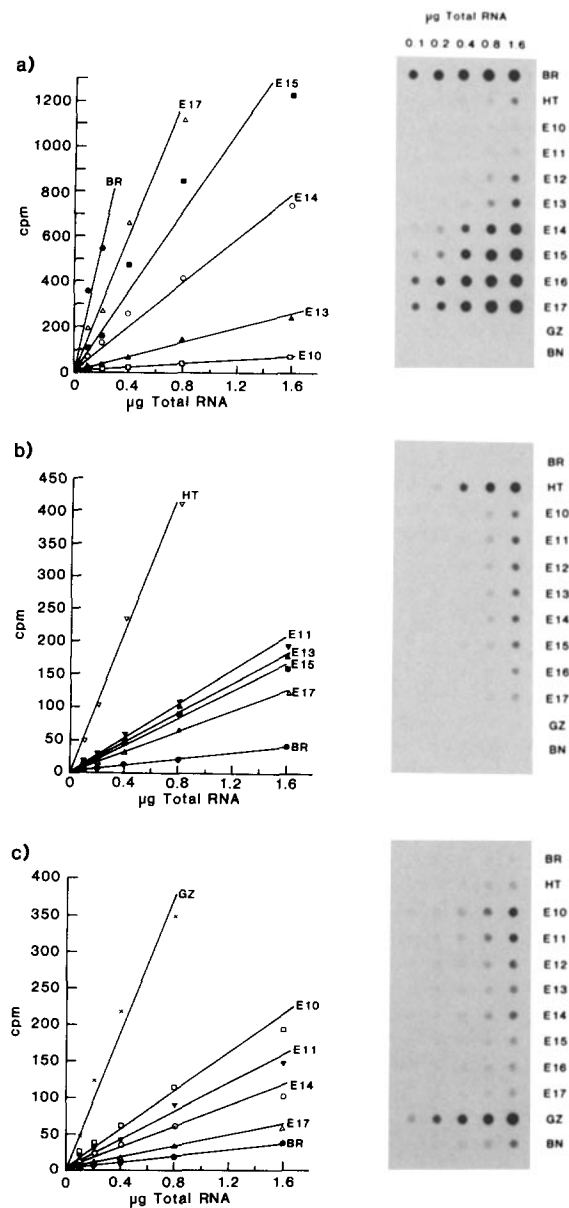 a)
1200
1000
800
600
400
200
0
cpm
BR
E17
E15
E14
E13
E10
0 0.4 0.8 1.2 1.6
µg Total RNA
µg Total RNA
0.1 0.2 0.4 0.8 1.6
BR
HT
E10
E11
E12
E13
E14
E15
E16
E17
GZ
BN
b)
450
400
350
300
250
200
150
100
50
0
cpm
HT
E11
E13
E15
E17
BR
0 0.4 0.8 1.2 1.6
µg Total RNA
BR
HT
E10
E11
E12
E13
E14
E15
E16
E17
GZ
BN
c)
400
350
300
250
200
150
100
50
0
cpm
GZ
E10
E11
E14
E17
BR
0 0.4 0.8 1.2 1.6
µg Total RNA
BR
HT
E10
E11
E12
E13
E14
E15
E16
E17
GZ
BN